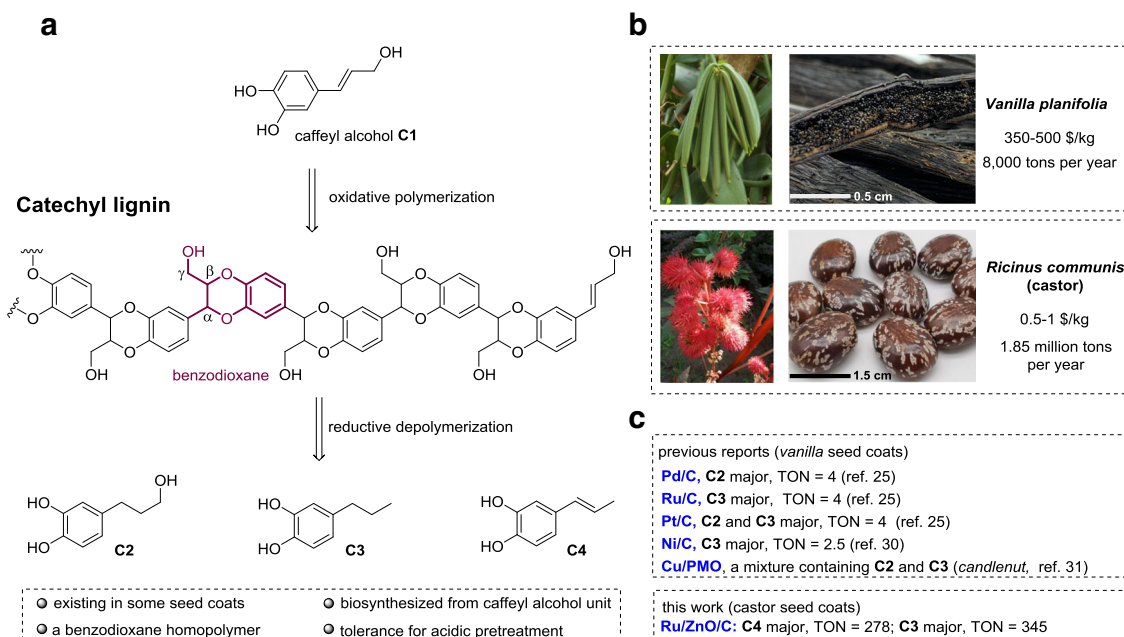 a
OH
HO
HO
caffeyl alcohol C1
oxidative polymerization
Catechyl lignin
OH
γ
β
α
O
O
O
O
O
O
O
O
O
O
O
O
OH
OH
OH
OH
OH
benzodioxane
reductive depolymerization
HO
HO
OH
C2
HO
HO
C3
HO
HO
C4
existing in some seed coats
biosynthesized from caffeyl alcohol unit
a benzodioxane homopolymer
tolerance for acidic pretreatment
b
0.5 cm
Vanilla planifolia
350-500 $/kg
8,000 tons per year
1.5 cm
Ricinus communis
(castor)
0.5-1 $/kg
1.85 million tons
per year
c
previous reports (vanilla seed coats)
Pd/C, C2 major, TON = 4 (ref. 25)
Ru/C, C3 major, TON = 4 (ref. 25)
Pt/C, C2 and C3 major, TON = 4 (ref. 25)
Ni/C, C3 major, TON = 2.5 (ref. 30)
Cu/PMO, a mixture containing C2 and C3 (candlenut, ref. 31)
this work (castor seed coats)
Ru/ZnO/C: C4 major, TON = 278; C3 major, TON = 345